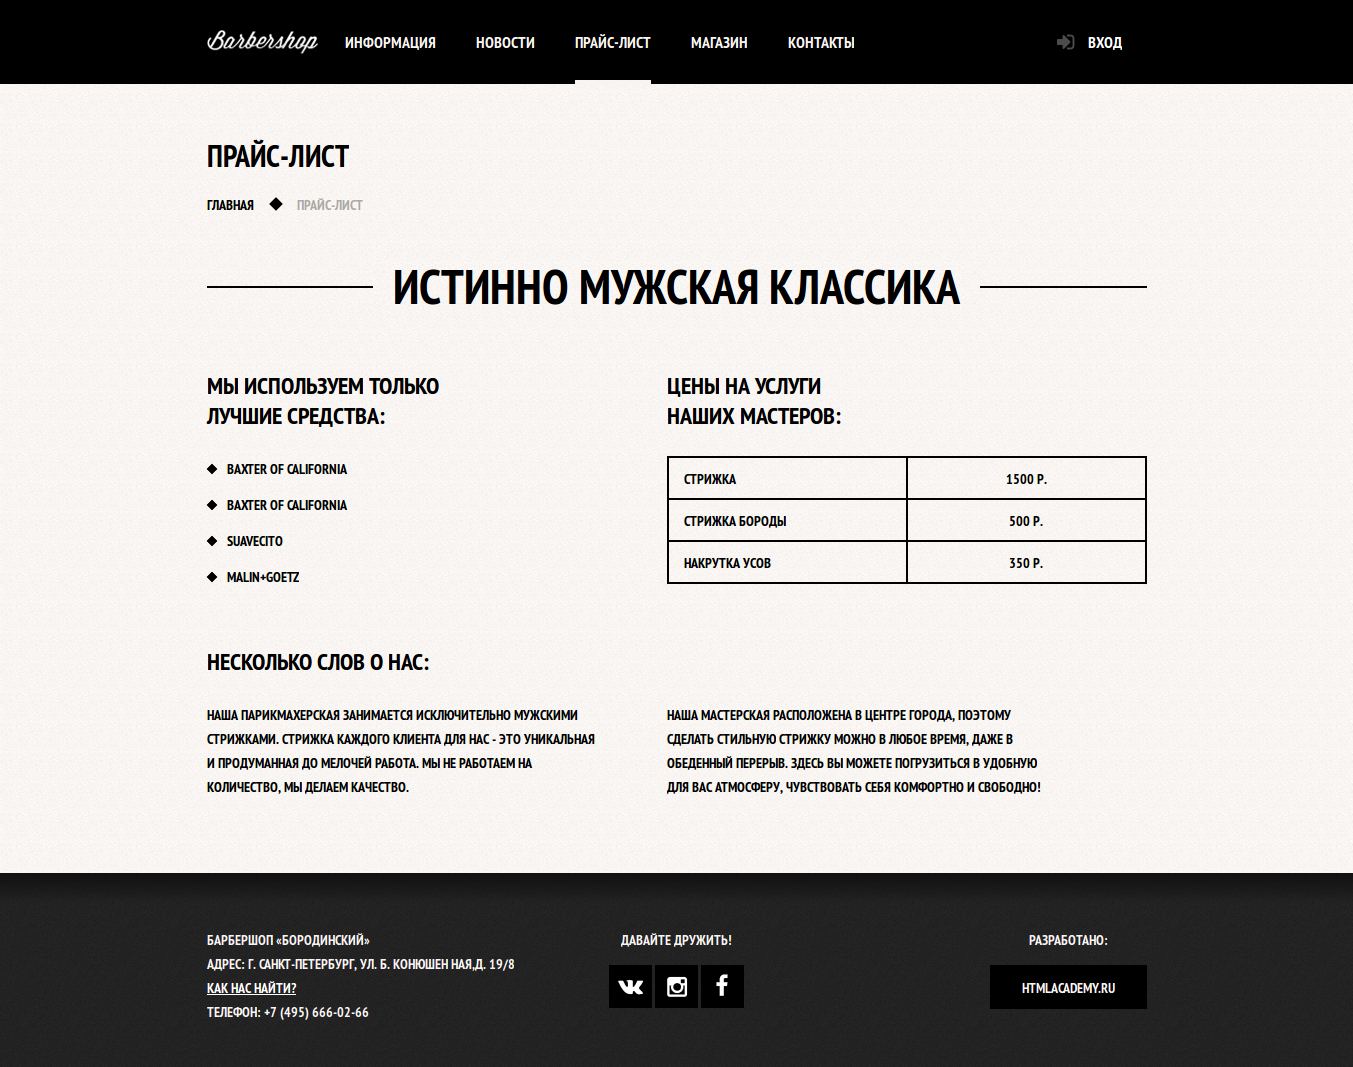 Barbershop ИНФОРМАЦИЯ НОВОСТИ ПРАЙС-ЛИСТ МАГАЗИН КОНТАКТЫ ВХОД
ПРАЙС-ЛИСТ
ГЛАВНАЯ ПРАЙС-ЛИСТ
ИСТИННО МУЖСКАЯ КЛАССИКА
МЫ ИСПОЛЬЗУЕМ ТОЛЬКО
ЛУЧШИЕ СРЕДСТВА:
BAXTER OF CALIFORNIA
BAXTER OF CALIFORNIA
SUAVECITO
MALIN+GOETZ
ЦЕНЫ НА УСЛУГИ
НАШИХ МАСТЕРОВ:
СТРИЖКА 1500 Р.
СТРИЖКА БОРОДЫ 500 Р.
НАКРУТКА УСОВ 350 Р.
НЕСКОЛЬКО СЛОВ О НАС:
НАША ПАРИКМАХЕРСКАЯ ЗАНИМАЕТСЯ ИСКЛЮЧИТЕЛЬНО МУЖСКИМИ
СТРИЖКАМИ. СТРИЖКА КАЖДОГО КЛИЕНТА ДЛЯ НАС - ЭТО УНИКАЛЬНАЯ
И ПРОДУМАННАЯ ДО МЕЛОЧЕЙ РАБОТА. МЫ НЕ РАБОТАЕМ НА
КОЛИЧЕСТВО, МЫ ДЕЛАЕМ КАЧЕСТВО.
НАША МАСТЕРСКАЯ РАСПОЛОЖЕНА В ЦЕНТРЕ ГОРОДА, ПОЭТОМУ
СДЕЛАТЬ СТИЛЬНУЮ СТРИЖКУ МОЖНО В ЛЮБОЕ ВРЕМЯ, ДАЖЕ В
ОБЕДЕННЫЙ ПЕРЕРЫВ. ЗДЕСЬ ВЫ МОЖЕТЕ ПОГРУЗИТЬСЯ В УДОБНУЮ
ДЛЯ ВАС АТМОСФЕРУ, ЧУВСТВОВАТЬ СЕБЯ КОМФОРТНО И СВОБОДНО!
БАРБЕРШОП «БОРОДИНСКИЙ»
АДРЕС: Г. САНКТ-ПЕТЕРБУРГ, УЛ. Б. КОНЮШЕН НАЯ,Д. 19/8
КАК НАС НАЙТИ?
ТЕЛЕФОН: +7 (495) 666-02-66
ДАВАЙТЕ ДРУЖИТЬ!
РАЗРАБОТАНО:
HTMLACADEMY.RU